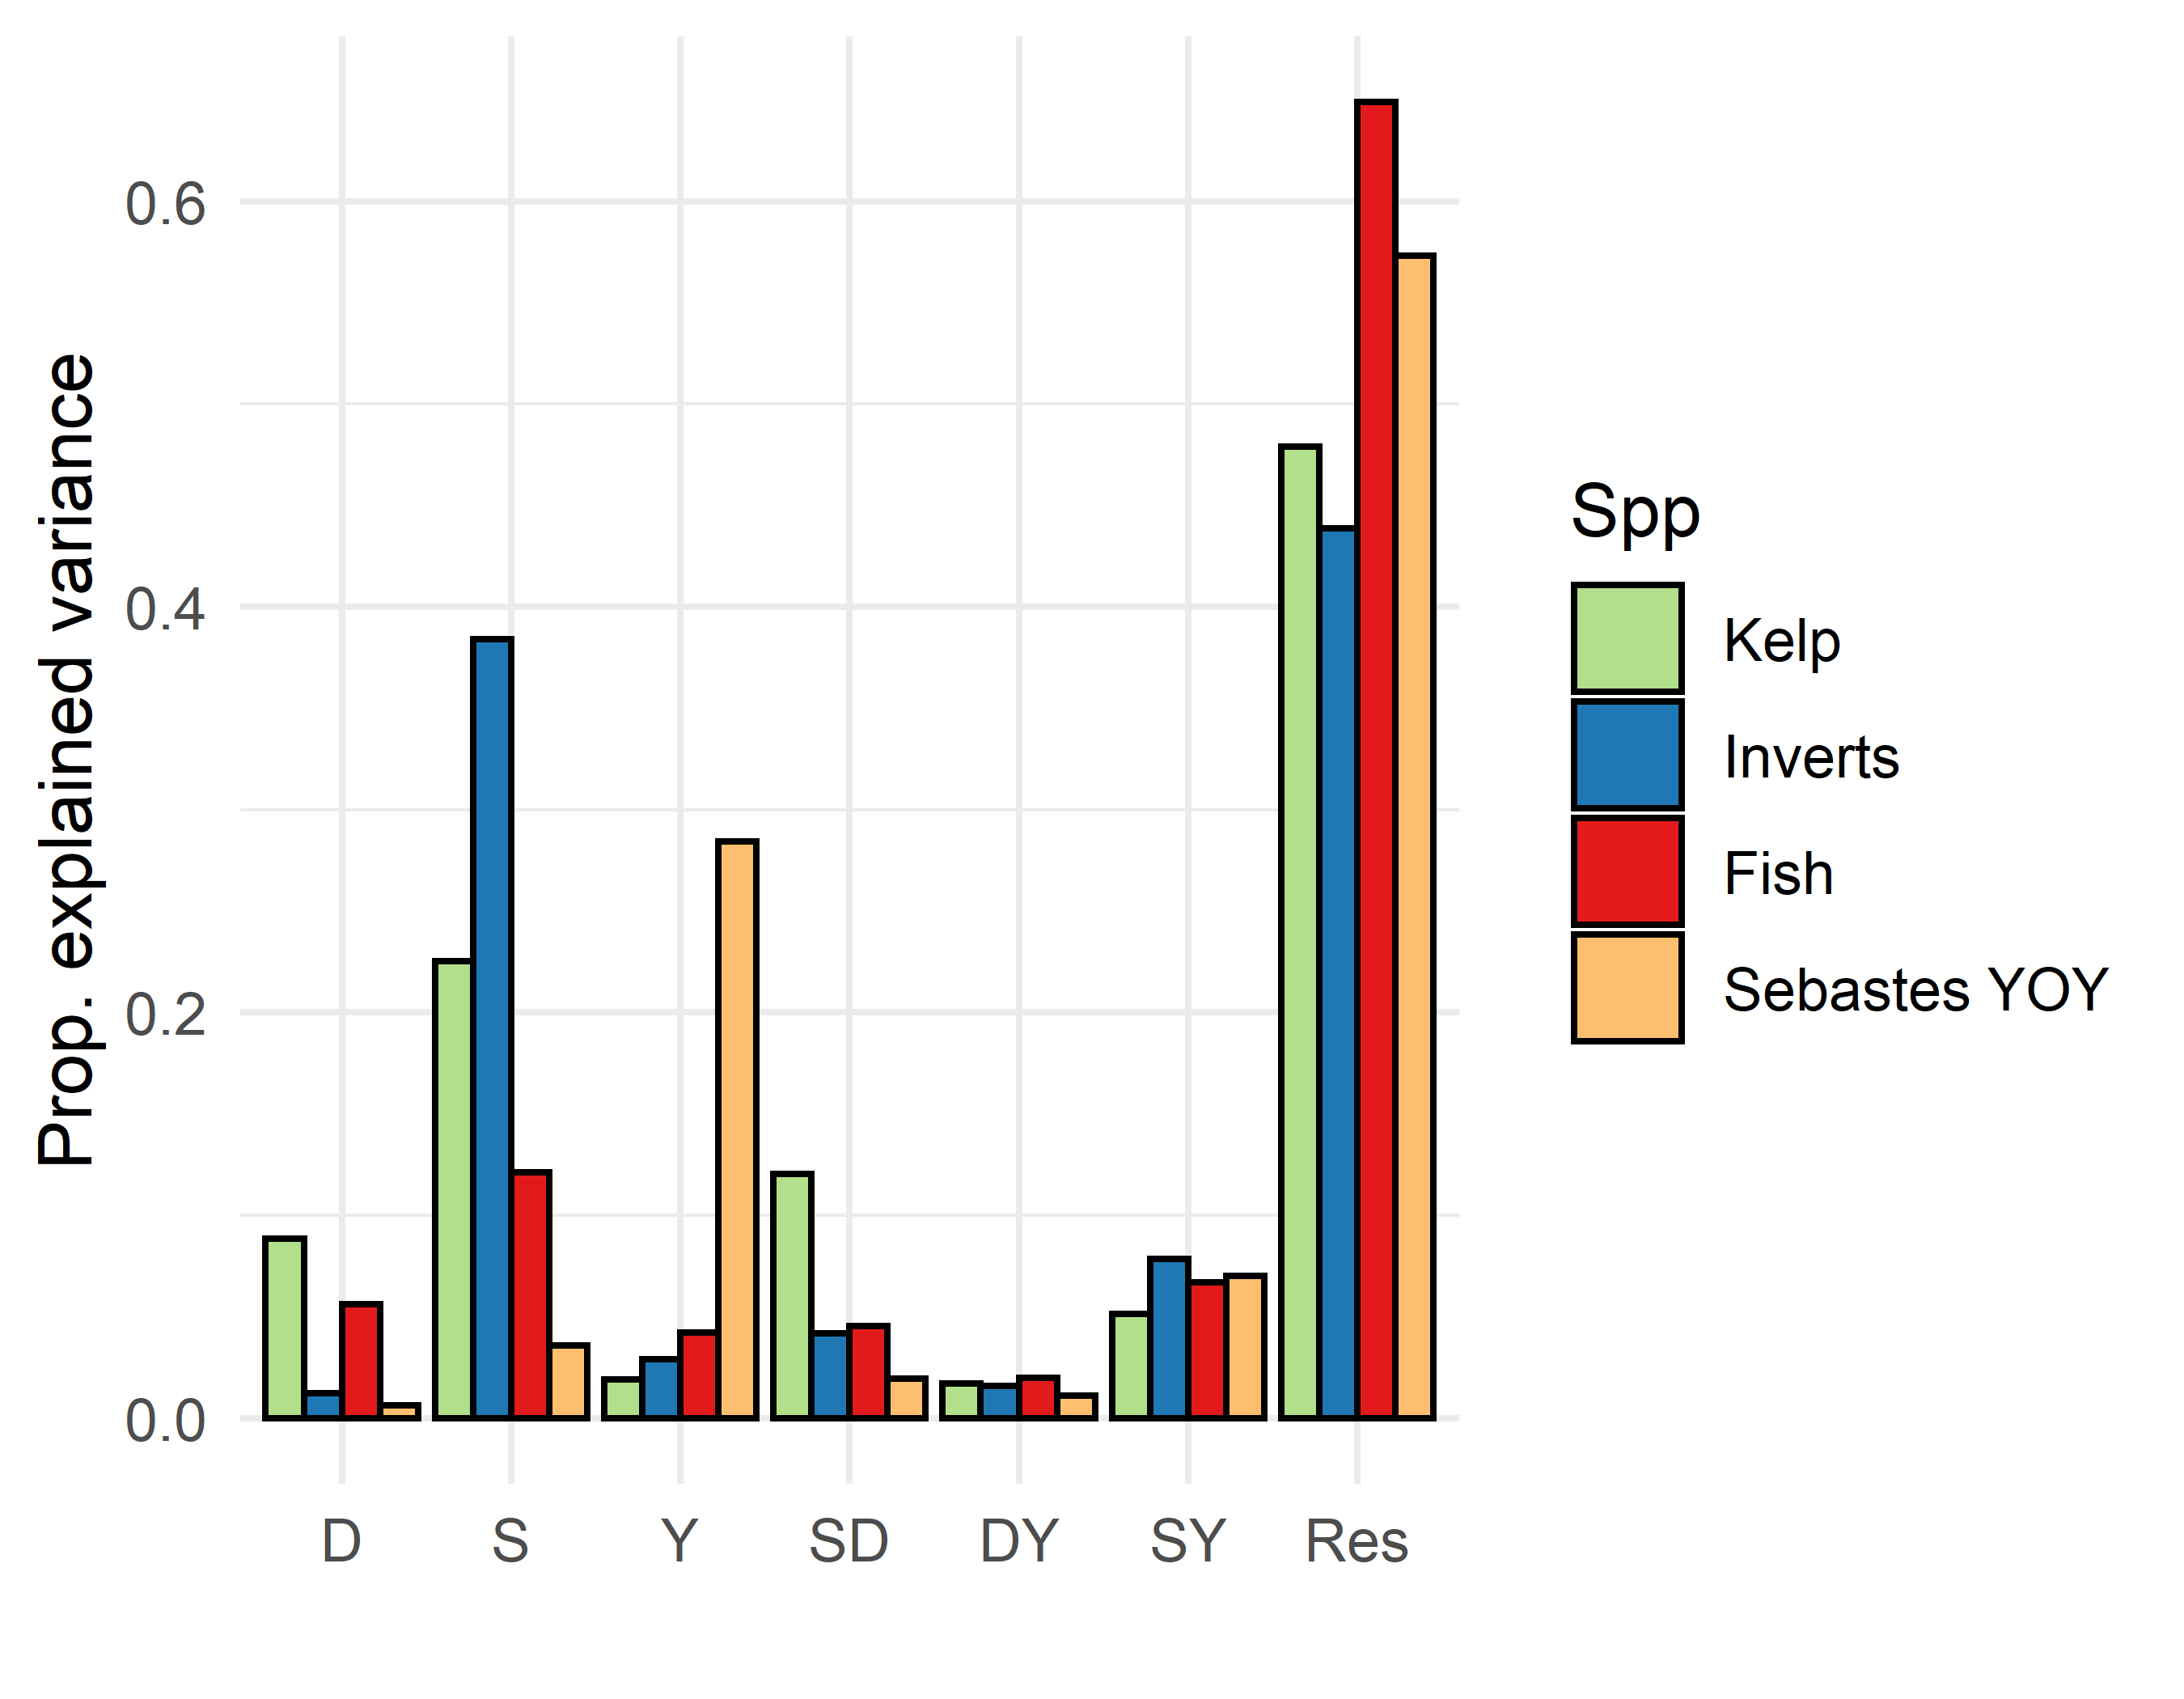 Prop. explained variance
0.6
0.4
0.2
0.0
D S Y SD DY SY Res
Spp
Kelp
Inverts
Fish
Sebastes YOY